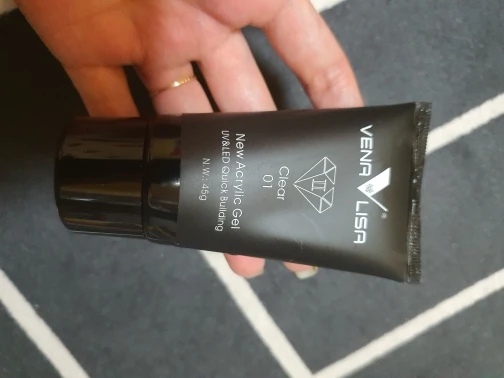 VENA LISA®
Clear
01
New Acrylic Gel
UV&LED Quick Building
N.W.: 45g